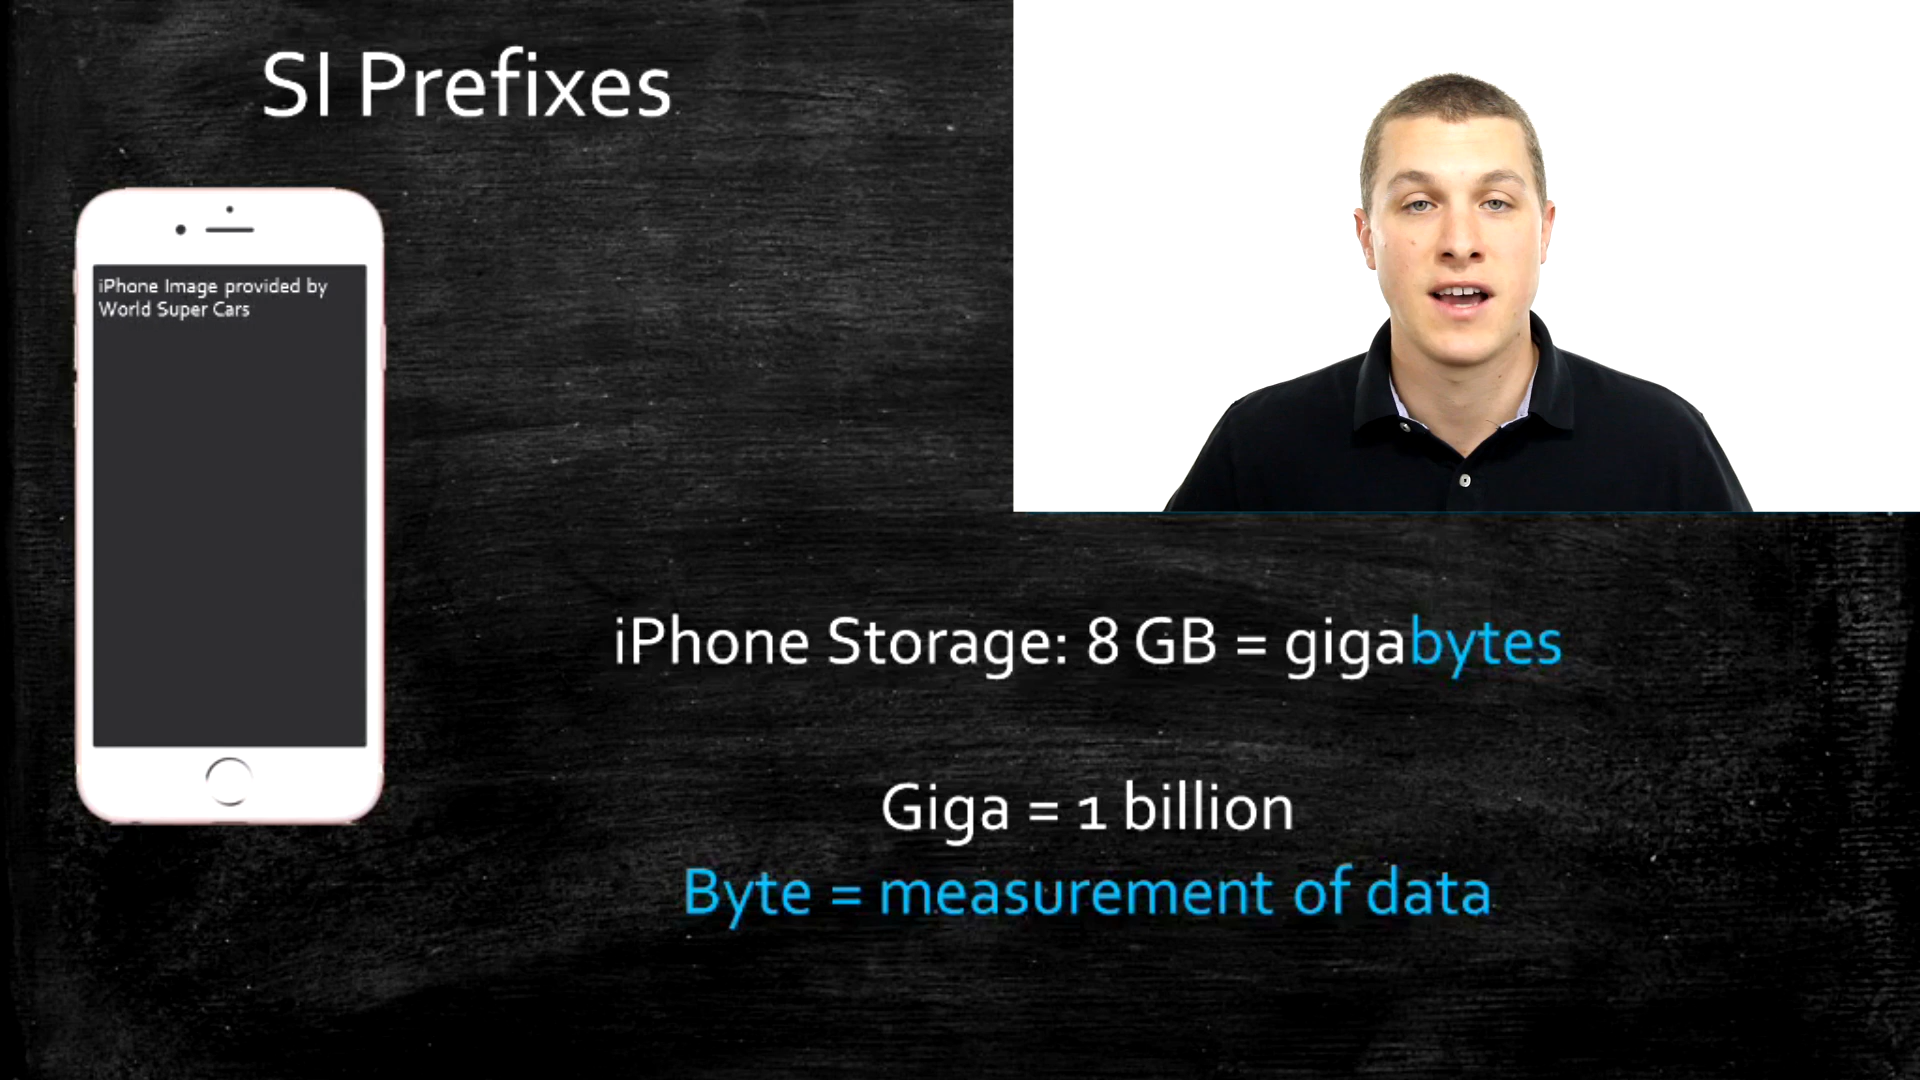 SI Prefixes
iPhone Image provided by
World Super Cars
iPhone Storage: 8 GB = gigabytes
Giga = 1 billion
Byte = measurement of data